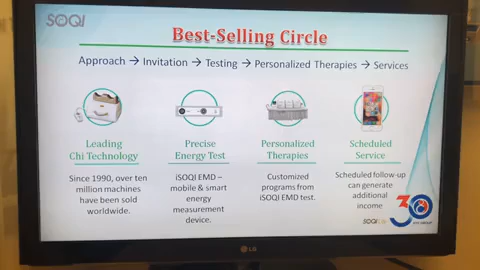 SOQI
Best-Selling Circle
Approach → Invitation → Testing → Personalized Therapies → Services
Leading
Chi Technology
Since 1990, over ten
million machines
have been sold
worldwide.
Precise
Energy Test
iSOQI EMD –
mobile & smart
energy
measurement
device.
Personalized
Therapies
Customized
programs from
iSOQI EMD test.
Scheduled
Service
Scheduled follow-up
can generate
additional
income
SOQI
30
HTE GROUP
LG